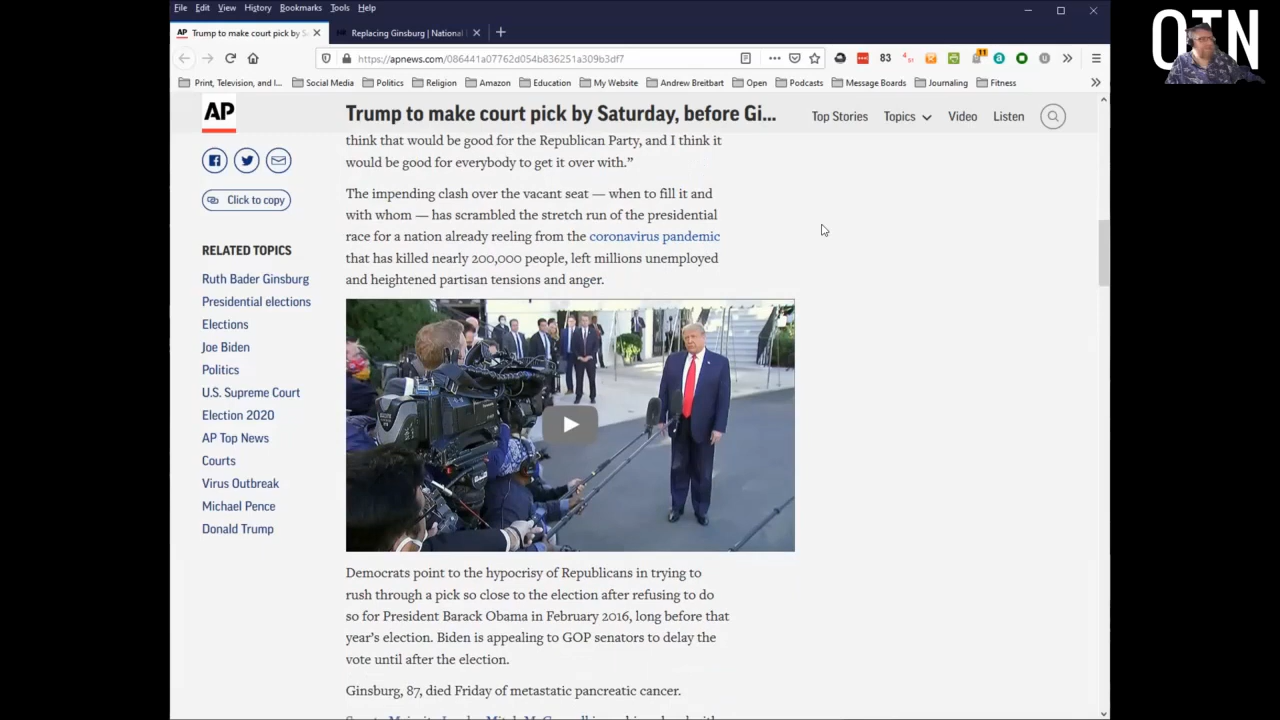 File Edit View History Bookmarks Tools Help
OTN
AP Trump to make court pick by S
Replacing Ginsburg | National
https://apnews.com/086441a07762d054b836251a309b3df7
83
11
Print, Television, and I... Social Media Politics Religion Amazon Education My Website Andrew Breitbart Open Podcasts Message Boards Journaling Fitness
AP
Trump to make court pick by Saturday, before Gi...
Top Stories Topics Video Listen
Click to copy
RELATED TOPICS
Ruth Bader Ginsburg
Presidential elections
Elections
Joe Biden
Politics
U.S. Supreme Court
Election 2020
AP Top News
Courts
Virus Outbreak
Michael Pence
Donald Trump
think that would be good for the Republican Party, and I think it
would be good for everybody to get it over with.”
The impending clash over the vacant seat — when to fill it and
with whom — has scrambled the stretch run of the presidential
race for a nation already reeling from the coronavirus pandemic
that has killed nearly 200,000 people, left millions unemployed
and heightened partisan tensions and anger.
Democrats point to the hypocrisy of Republicans in trying to
rush through a pick so close to the election after refusing to do
so for President Barack Obama in February 2016, long before that
year’s election. Biden is appealing to GOP senators to delay the
vote until after the election.
Ginsburg, 87, died Friday of metastatic pancreatic cancer.